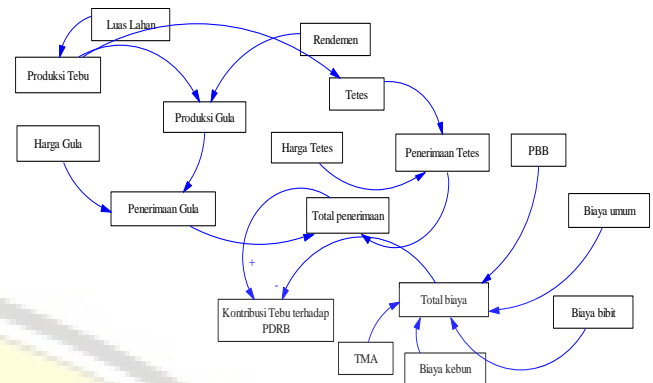 Luas Lahan
Rendemen
Produksi Tebu
Tetes
Produksi Gula
Harga Gula
Harga Tetes
Penerimaan Tetes
PBB
Penerimaan Gula
Total penerimaan
Biaya umum
+
-
Kontribusi Tebu terhadap
PDRB
Total biaya
Biaya bibit
TMA
Biaya kebun